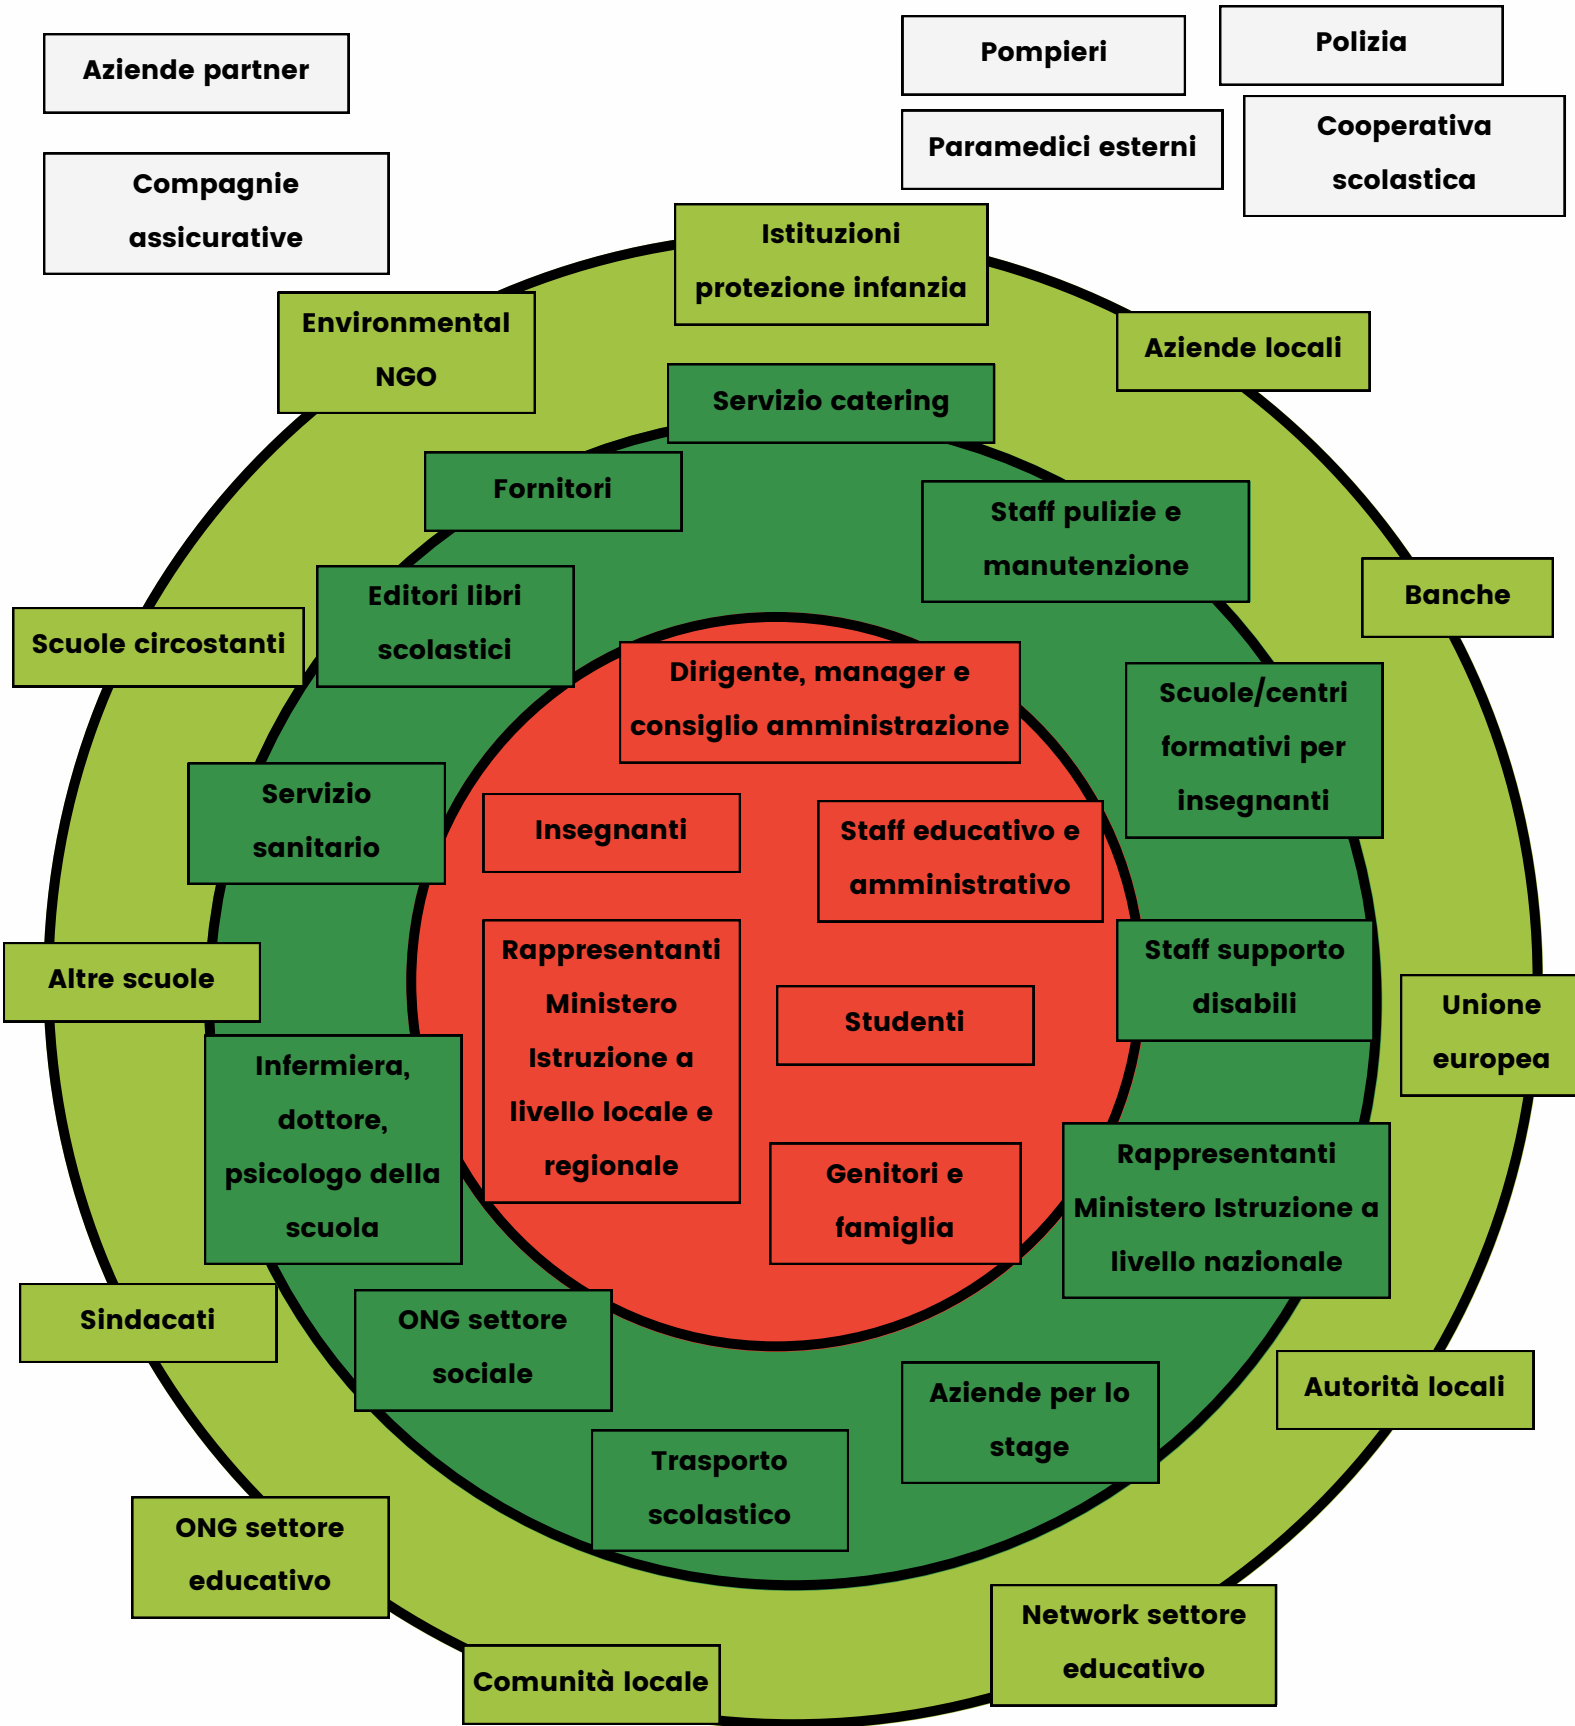 Aziende partner
Pompieri
Polizia
Paramedici esterni
Cooperativa
scolastica
Compagnie
assicurative
Istituzioni
protezione infanzia
Environmental
NGO
Aziende locali
Servizio catering
Fornitori
Staff pulizie e
manutenzione
Editori libri
scolastici
Banche
Scuole circostanti
Dirigente, manager e
consiglio amministrazione
Scuole/centri
formativi per
insegnanti
Servizio
sanitario
Insegnanti
Staff educativo e
amministrativo
Rappresentanti
Ministero
Istruzione a
livello locale e
regionale
Staff supporto
disabili
Altre scuole
Studenti
Unione
europea
Infermiera,
dottore,
psicologo della
scuola
Genitori e
famiglia
Rappresentanti
Ministero Istruzione a
livello nazionale
Sindacati
ONG settore
sociale
Autorità locali
Aziende per lo
stage
Trasporto
scolastico
ONG settore
educativo
Network settore
educativo
Comunità locale